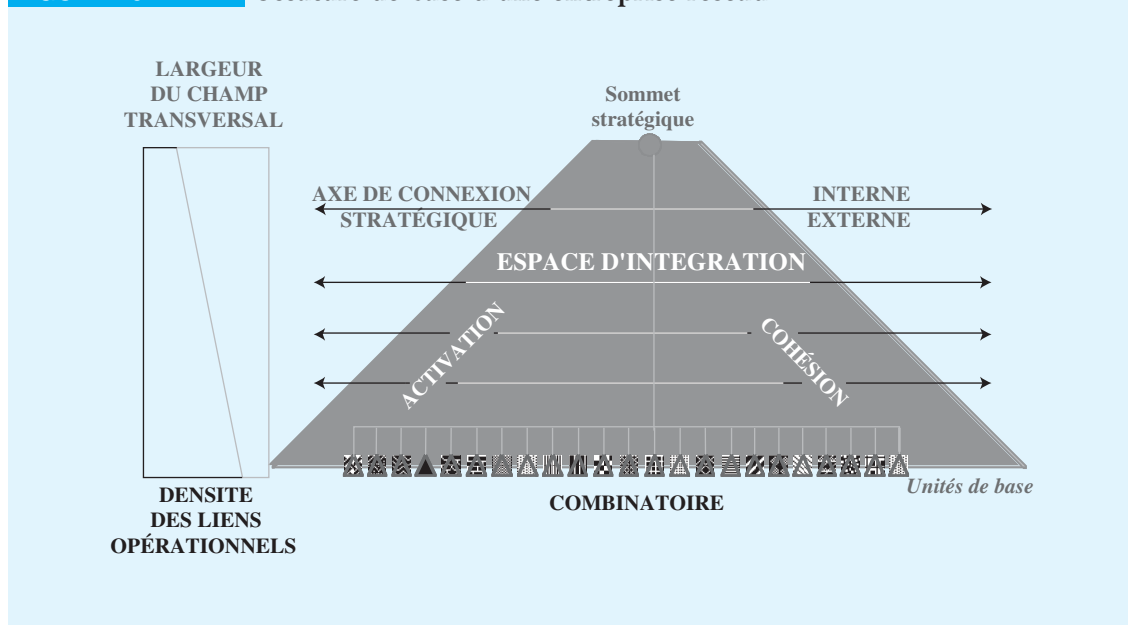 LARGEUR
DU CHAMP
TRANSVERSAL
Sommet
stratégique
AXE DE CONNEXION
STRATÉGIQUE
INTERNE
EXTERNE
ESPACE D'INTEGRATION
ACTIVATION
COHÉSION
Unités de base
COMBINATOIRE
DENSITE
DES LIENS
OPÉRATIONNELS